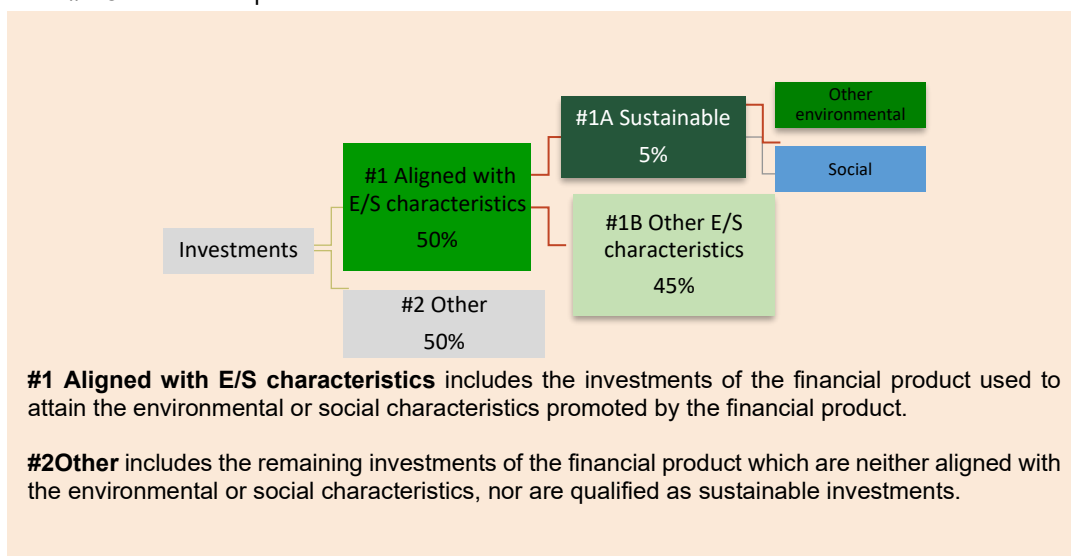 Other
environmental
#1A Sustainable
5%
Social
#1 Aligned with
E/S characteristics
50%
#1B Other E/S
characteristics
45%
Investments
#2 Other
50%
#1 Aligned with E/S characteristics includes the investments of the financial product used to
attain the environmental or social characteristics promoted by the financial product.
#2Other includes the remaining investments of the financial product which are neither aligned with
the environmental or social characteristics, nor are qualified as sustainable investments.